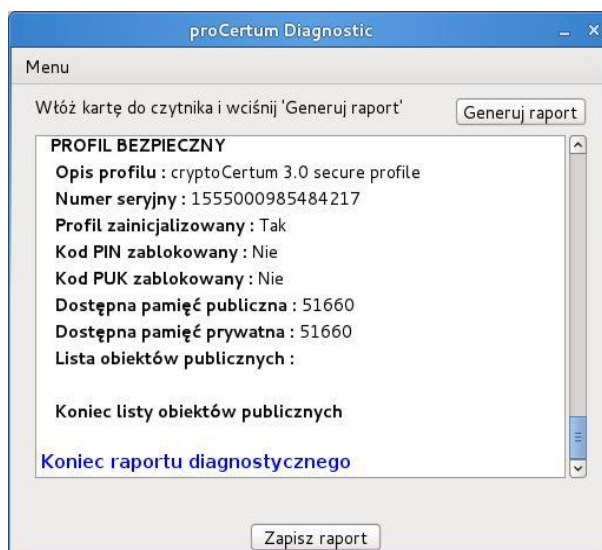 proCertum Diagnostic
Menu
Włóż kartę do czytnika i wciśnij 'Generuj raport'
Generuj raport
PROFIL BEZPIECZNY
Opis profilu : cryptoCertum 3.0 secure profile
Numer seryjny : 1555000985484217
Profil zainicjalizowany : Tak
Kod PIN zablokowany : Nie
Kod PUK zablokowany : Nie
Dostępna pamięć publiczna : 51660
Dostępna pamięć prywatna : 51660
Lista obiektów publicznych :
Koniec listy obiektów publicznych
Koniec raportu diagnostycznego
Zapisz raport